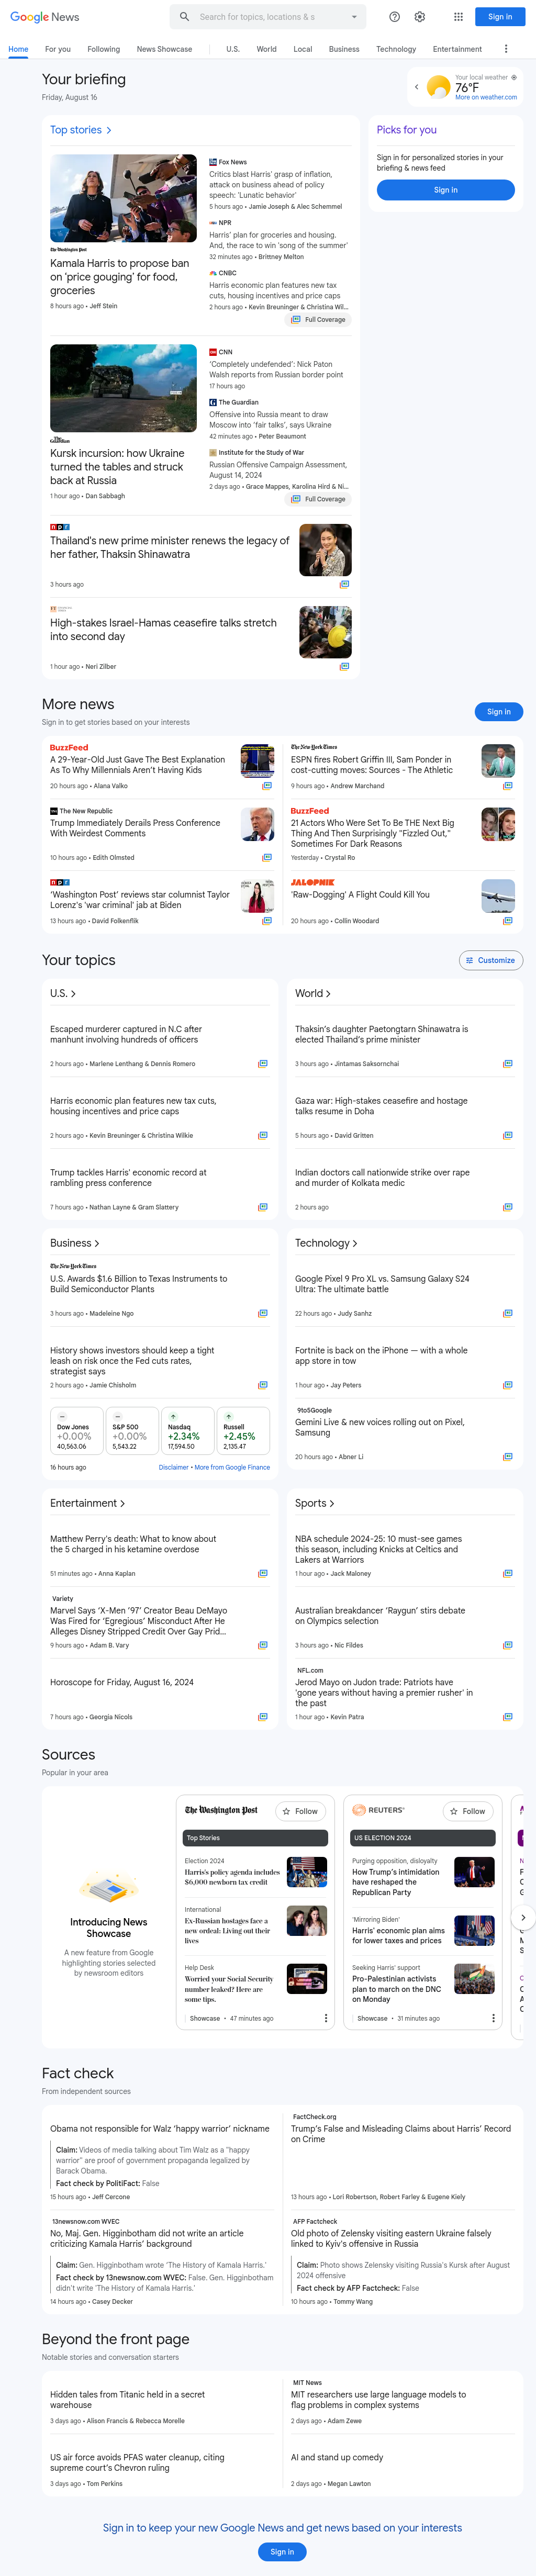 Google News
Search for topics, locations & s
Sign in
Home
For you
Following
News Showcase
U.S.
World
Local
Business
Technology
Entertainment
Your briefing
Friday, August 16
Your local weather
76°F
More on weather.com
Top stories
The Washington Post
Kamala Harris to propose ban
on ‘price gouging’ for food,
groceries
8 hours ago • Jeff Stein
Fox News
Critics blast Harris' grasp of inflation,
attack on business ahead of policy
speech: 'Lunatic behavior'
5 hours ago • Jamie Joseph & Alec Schemmel
NPR
Harris' plan for groceries and housing.
And, the race to win 'song of the summer'
32 minutes ago • Brittney Melton
CNBC
Harris economic plan features new tax
cuts, housing incentives and price caps
2 hours ago • Kevin Breuninger & Christina Wil...
Full Coverage
Picks for you
Sign in for personalized stories in your
briefing & news feed
Sign in
The
Guardian
Kursk incursion: how Ukraine
turned the tables and struck
back at Russia
1 hour ago • Dan Sabbagh
CNN
‘Completely undefended’: Nick Paton
Walsh reports from Russian border point
17 hours ago
The Guardian
Offensive into Russia meant to draw
Moscow into ‘fair talks’, says Ukraine
42 minutes ago • Peter Beaumont
Institute for the Study of War
Russian Offensive Campaign Assessment,
August 14, 2024
2 days ago • Grace Mappes, Karolina Hird & Ni...
Full Coverage
npr
Thailand's new prime minister renews the legacy of
her father, Thaksin Shinawatra
3 hours ago
High-stakes Israel-Hamas ceasefire talks stretch
into second day
1 hour ago • Neri Zilber
More news
Sign in to get stories based on your interests
Sign in
BuzzFeed
A 29-Year-Old Just Gave The Best Explanation
As To Why Millennials Aren’t Having Kids
20 hours ago • Alana Valko
The New York Times
ESPN fires Robert Griffin III, Sam Ponder in
cost-cutting moves: Sources - The Athletic
9 hours ago • Andrew Marchand
The New Republic
Trump Immediately Derails Press Conference
With Weirdest Comments
10 hours ago • Edith Olmsted
BuzzFeed
21 Actors Who Were Set To Be THE Next Big
Thing And Then Surprisingly "Fizzled Out,"
Sometimes For Dark Reasons
Yesterday • Crystal Ro
npr
'Washington Post' reviews star columnist Taylor
Lorenz's 'war criminal' jab at Biden
13 hours ago • David Folkenflik
JALOPNIK
'Raw-Dogging' A Flight Could Kill You
20 hours ago • Collin Woodard
Your topics
Customize
U.S.
Escaped murderer captured in N.C after
manhunt involving hundreds of officers
2 hours ago • Marlene Lenthang & Dennis Romero
Harris economic plan features new tax cuts,
housing incentives and price caps
2 hours ago • Kevin Breuninger & Christina Wilkie
Trump tackles Harris' economic record at
rambling press conference
7 hours ago • Nathan Layne & Gram Slattery
World
Thaksin’s daughter Paetongtarn Shinawatra is
elected Thailand’s prime minister
3 hours ago • Jintamas Saksornchai
Gaza war: High-stakes ceasefire and hostage
talks resume in Doha
5 hours ago • David Gritten
Indian doctors call nationwide strike over rape
and murder of Kolkata medic
2 hours ago
Business
The New York Times
U.S. Awards $1.6 Billion to Texas Instruments to
Build Semiconductor Plants
3 hours ago • Madeleine Ngo
History shows investors should keep a tight
leash on risk once the Fed cuts rates,
strategist says
2 hours ago • Jamie Chisholm
Dow Jones
+0.00%
40,563.06
S&P 500
+0.00%
5,543.22
Nasdaq
+2.34%
17,594.50
Russell
+2.45%
2,135.47
16 hours ago
Disclaimer • More from Google Finance
Technology
Google Pixel 9 Pro XL vs. Samsung Galaxy S24
Ultra: The ultimate battle
22 hours ago • Judy Sanhz
Fortnite is back on the iPhone — with a whole
app store in tow
1 hour ago • Jay Peters
9to5Google
Gemini Live & new voices rolling out on Pixel,
Samsung
20 hours ago • Abner Li
Entertainment
Matthew Perry's death: What to know about
the 5 charged in his ketamine overdose
51 minutes ago • Anna Kaplan
Variety
Marvel Says ‘X-Men ’97’ Creator Beau DeMayo
Was Fired for ‘Egregious’ Misconduct After He
Alleges Disney Stripped Credit Over Gay Prid...
9 hours ago • Adam B. Vary
Horoscope for Friday, August 16, 2024
7 hours ago • Georgia Nicols
Sports
NBA schedule 2024-25: 10 must-see games
this season, including Knicks at Celtics and
Lakers at Warriors
1 hour ago • Jack Maloney
Australian breakdancer ‘Raygun’ stirs debate
on Olympics selection
3 hours ago • Nic Fildes
NFL.com
Jerod Mayo on Judon trade: Patriots have
'gone years without having a premier rusher' in
the past
1 hour ago • Kevin Patra
Sources
Popular in your area
Introducing News
Showcase
A new feature from Google
highlighting stories selected
by newsroom editors
The Washington Post
Follow
Top Stories
Election 2024
Harris's policy agenda includes
$6,000 newborn tax credit
International
Ex-Russian hostages face a
new ordeal: Living out their
lives
Help Desk
Worried your Social Security
number leaked? Here are
some tips.
Showcase • 47 minutes ago
REUTERS
Follow
US ELECTION 2024
Purging opposition, disloyalty
How Trump’s intimidation
have reshaped the
Republican Party
'Mirroring Biden'
Harris' economic plan aims
for lower taxes and prices
Seeking Harris' support
Pro-Palestinian activists
plan to march on the DNC
on Monday
Showcase • 31 minutes ago
Fact check
From independent sources
Obama not responsible for Walz ‘happy warrior’ nickname
Claim: Videos of media talking about Tim Walz as a "happy
warrior" are proof of government propaganda legalized by
Barack Obama.
Fact check by PolitiFact: False
15 hours ago • Jeff Cercone
FactCheck.org
Trump’s False and Misleading Claims about Harris’ Record
on Crime
13 hours ago • Lori Robertson, Robert Farley & Eugene Kiely
13newsnow.com WVEC
No, Maj. Gen. Higginbotham did not write an article
criticizing Kamala Harris’ background
Claim: Gen. Higginbotham wrote 'The History of Kamala Harris.'
Fact check by 13newsnow.com WVEC: False. Gen. Higginbotham
didn't write 'The History of Kamala Harris.'
14 hours ago • Casey Decker
AFP Factcheck
Old photo of Zelensky visiting eastern Ukraine falsely
linked to Kyiv's offensive in Russia
Claim: Photo shows Zelensky visiting Russia's Kursk after August
2024 offensive
Fact check by AFP Factcheck: False
10 hours ago • Tommy Wang
Beyond the front page
Notable stories and conversation starters
Hidden tales from Titanic held in a secret
warehouse
3 days ago • Alison Francis & Rebecca Morelle
MIT News
MIT researchers use large language models to
flag problems in complex systems
2 days ago • Adam Zewe
US air force avoids PFAS water cleanup, citing
supreme court’s Chevron ruling
3 days ago • Tom Perkins
AI and stand up comedy
2 days ago • Megan Lawton
Sign in to keep your new Google News and get news based on your interests
Sign in